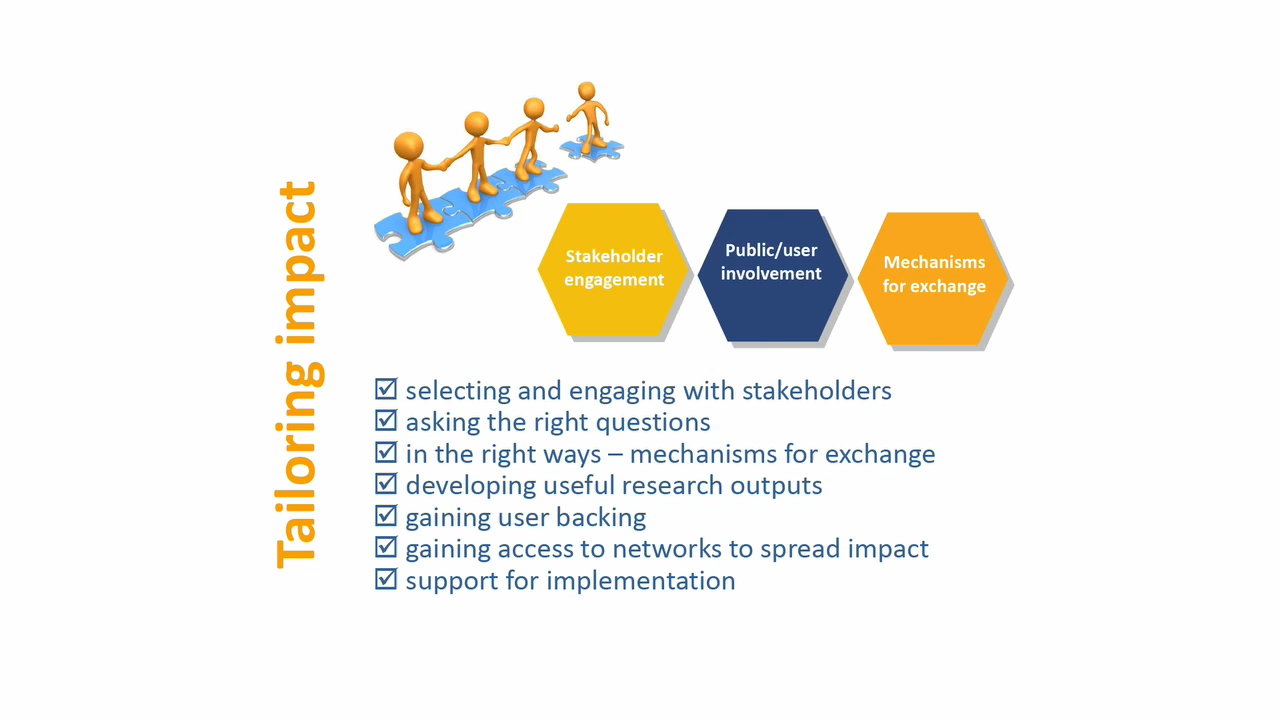 Tailoring impact
Stakeholder
engagement
Public/user
involvement
Mechanisms
for exchange
selecting and engaging with stakeholders
asking the right questions
in the right ways – mechanisms for exchange
developing useful research outputs
gaining user backing
gaining access to networks to spread impact
support for implementation